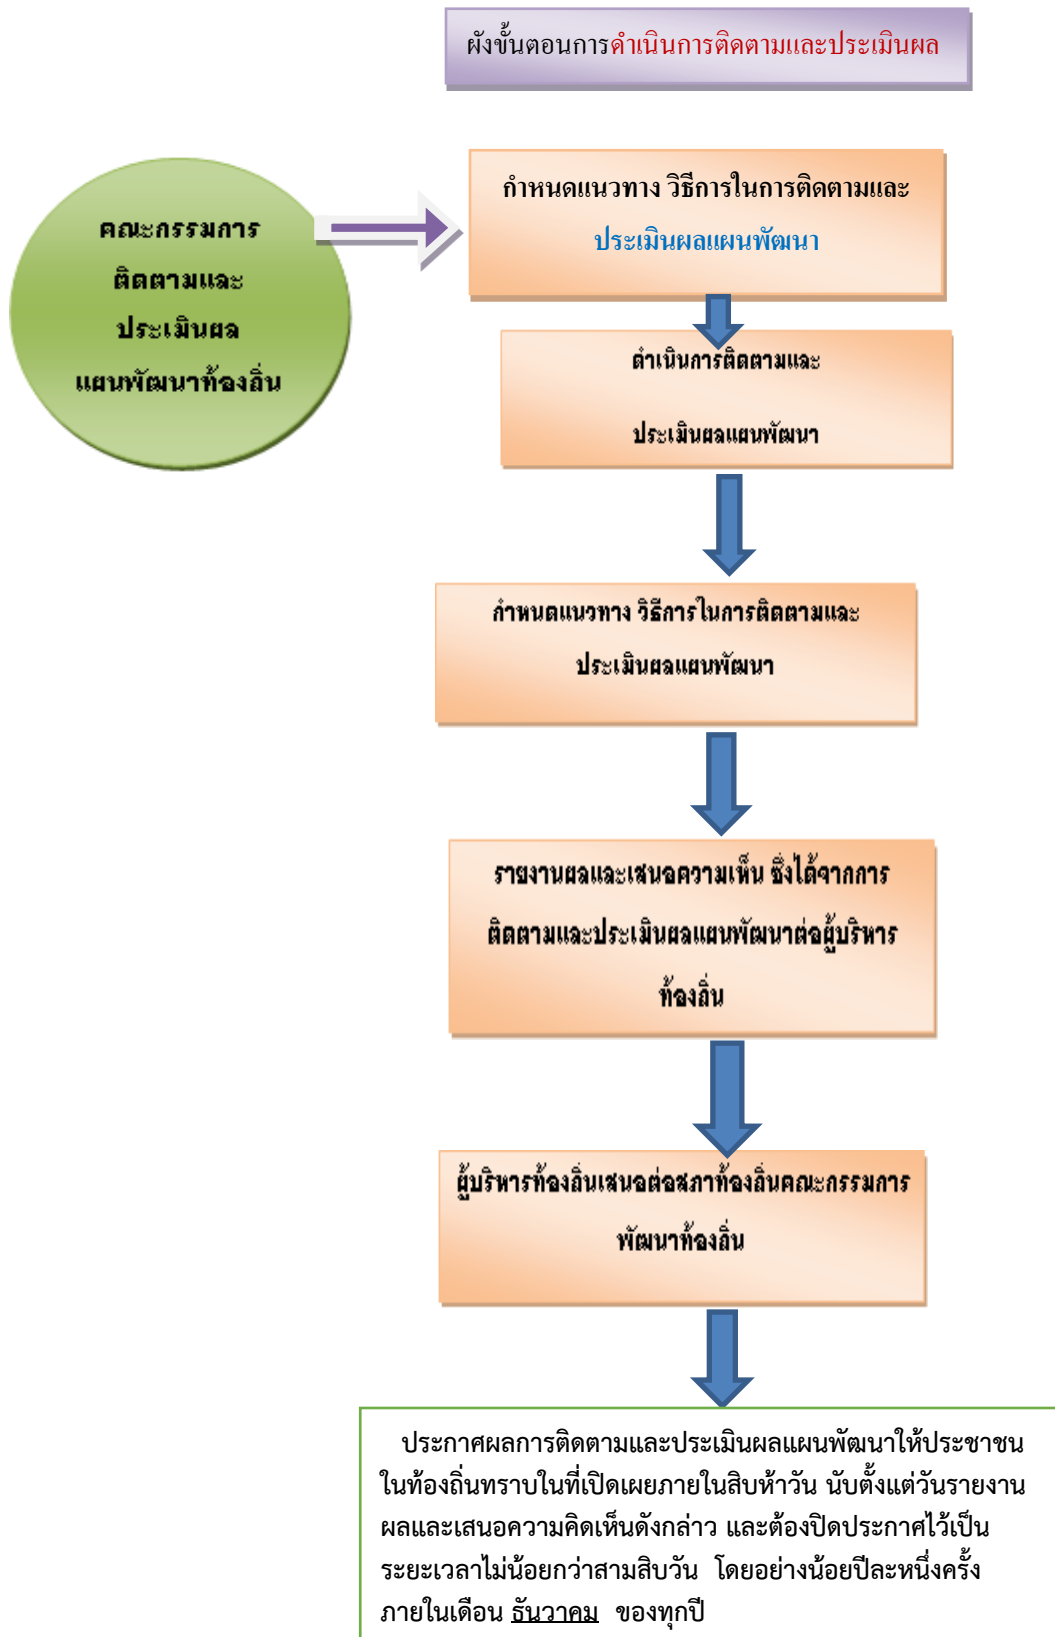 ผังขั้นตอนการดำเนินการติดตามและประเมินผล
คณะกรรมการ
ติดตามและ
ประเมินผล
แผนพัฒนาท้องถิ่น
กำหนดแนวทาง วิธีการในการติดตามและ
ประเมินผลแผนพัฒนา
ดำเนินการติดตามและ
ประเมินผลแผนพัฒนา
กำหนดแนวทาง วิธีการในการติดตามและ
ประเมินผลแผนพัฒนา
รายงานผลและเสนอความเห็น ซึ่งได้จากการ
ติดตามและประเมินผลแผนพัฒนาต่อผู้บริหาร
ท้องถิ่น
ผู้บริหารท้องถิ่นเสนอต่อสภาท้องถิ่นคณะกรรมการ
พัฒนาท้องถิ่น
ประกาศผลการติดตามและประเมินผลแผนพัฒนาให้ประชาชน
ในท้องถิ่นทราบในที่เปิดเผยภายในสิบห้าวัน นับตั้งแต่วันรายงาน
ผลและเสนอความคิดเห็นดังกล่าว และต้องปิดประกาศไว้เป็น
ระยะเวลาไม่น้อยกว่าสามสิบวัน โดยอย่างน้อยปีละหนึ่งครั้ง
ภายในเดือน ธันวาคม ของทุกปี